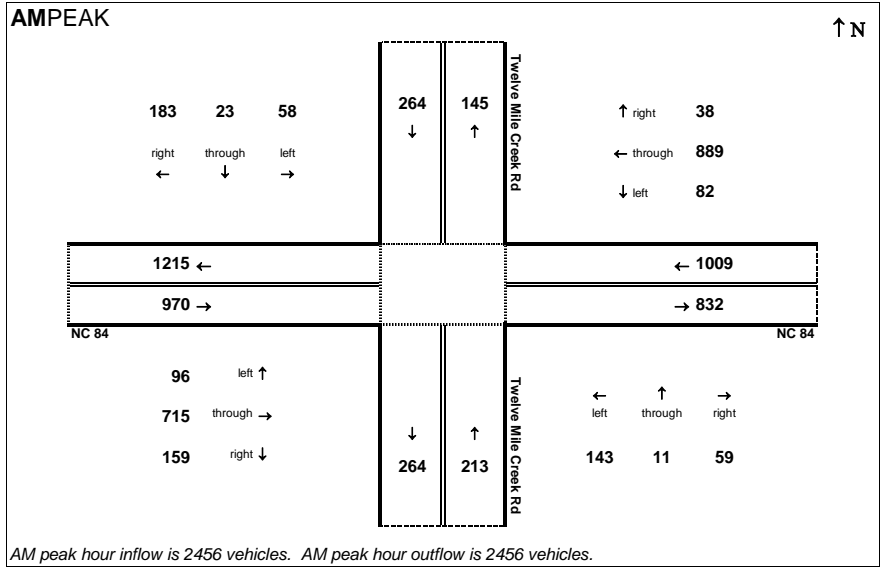 AMPEAK
↑ N
183 23 58
right through left
← ↓ →
264 145
↓ ↑
Twelve Mile Creek Rd
↑ right 38
← through 889
↓ left 82
1215 ←
970 →
← 1009
→ 832
NC 84
NC 84
96 left ↑
715 through →
159 right ↓
↓ ↑
264 213
Twelve Mile Creek Rd
← ↑ →
left through right
143 11 59
AM peak hour inflow is 2456 vehicles. AM peak hour outflow is 2456 vehicles.